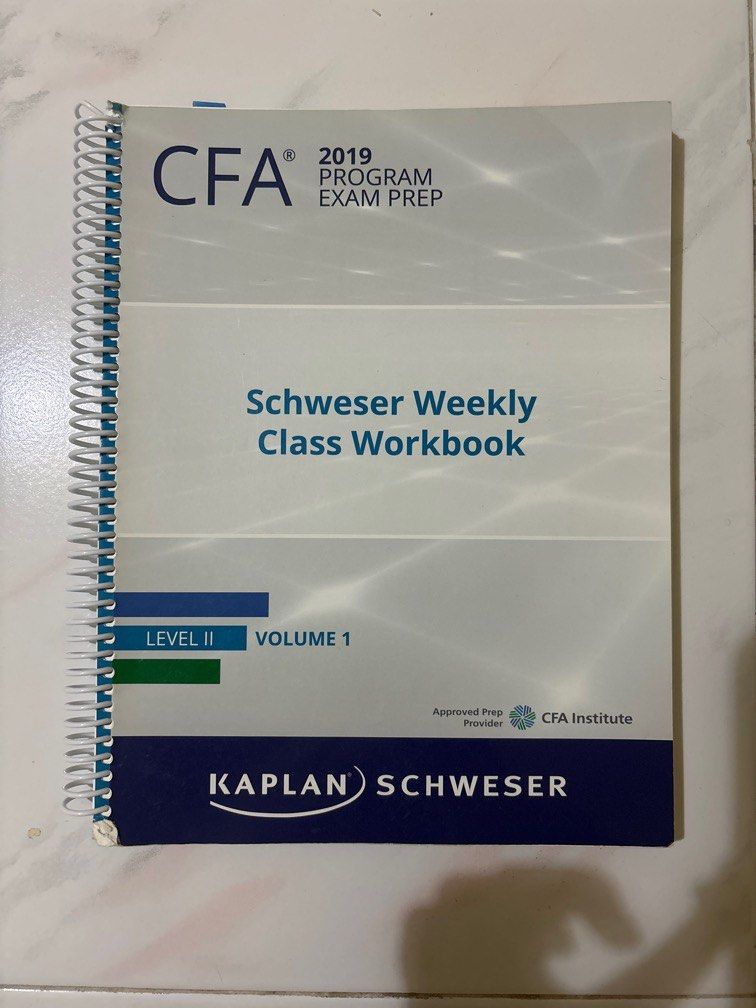 CFA®
2019
PROGRAM
EXAM PREP
Schweser Weekly
Class Workbook
LEVEL II
VOLUME 1
Approved Prep
Provider
CFA Institute
KAPLAN SCHWESER